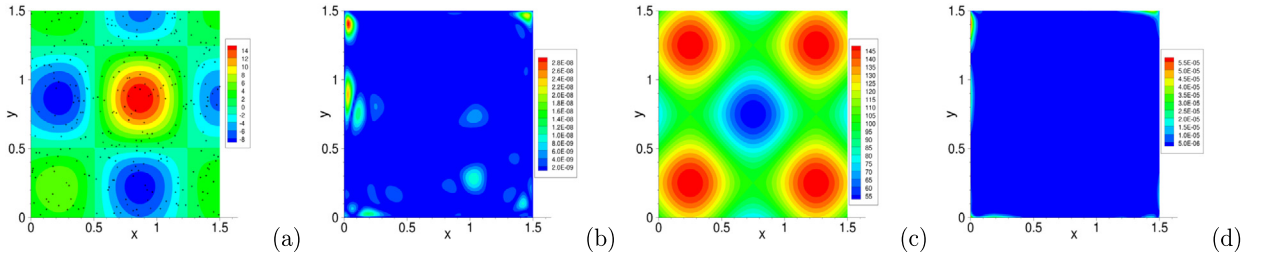 1.5
1
y
0.5
0
0 0.5 1 1.5
x
14
12
10
8
6
4
2
0
-2
-4
-6
-8
(a)
1.5
1
y
0.5
0
0 0.5 1 1.5
x
2.8E-08
2.6E-08
2.4E-08
2.2E-08
2.0E-08
1.8E-08
1.6E-08
1.4E-08
1.2E-08
1.0E-08
8.0E-09
6.0E-09
4.0E-09
2.0E-09
(b)
1.5
1
y
0.5
0
0 0.5 1 1.5
x
145
140
135
130
125
120
115
110
105
100
95
90
85
80
75
70
65
60
55
(c)
1.5
1
y
0.5
0
0 0.5 1 1.5
x
5.5E-05
5.0E-05
4.5E-05
4.0E-05
3.5E-05
3.0E-05
2.5E-05
2.0E-05
1.5E-05
1.0E-05
5.0E-06
(d)